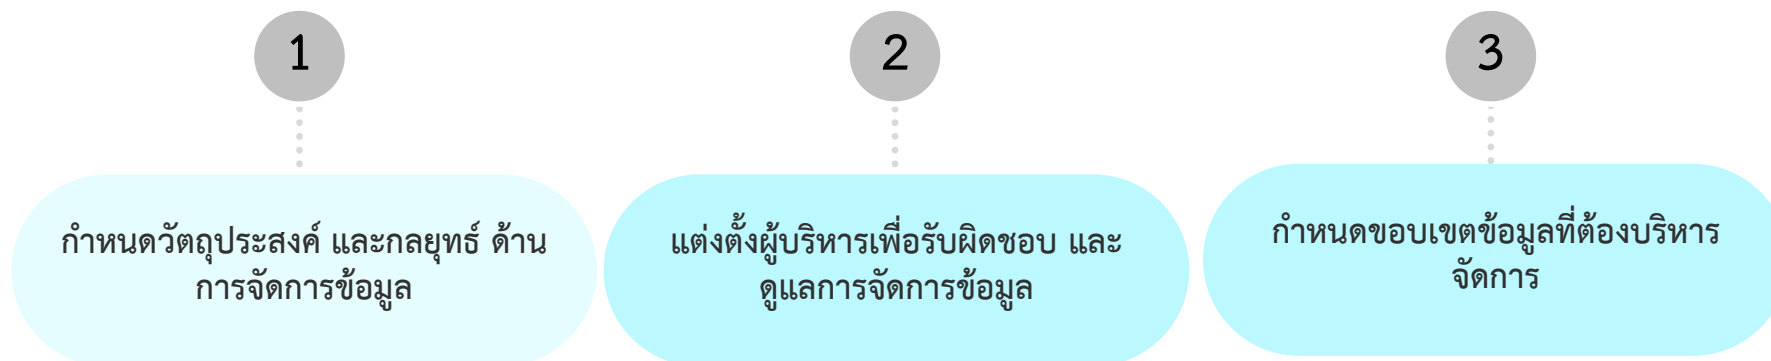 1
กำหนดวัตถุประสงค์ และกลยุทธ์ ด้าน
การจัดการข้อมูล
2
แต่งตั้งผู้บริหารเพื่อรับผิดชอบ และ
ดูแลการจัดการข้อมูล
3
กำหนดขอบเขตข้อมูลที่ต้องบริหาร
จัดการ